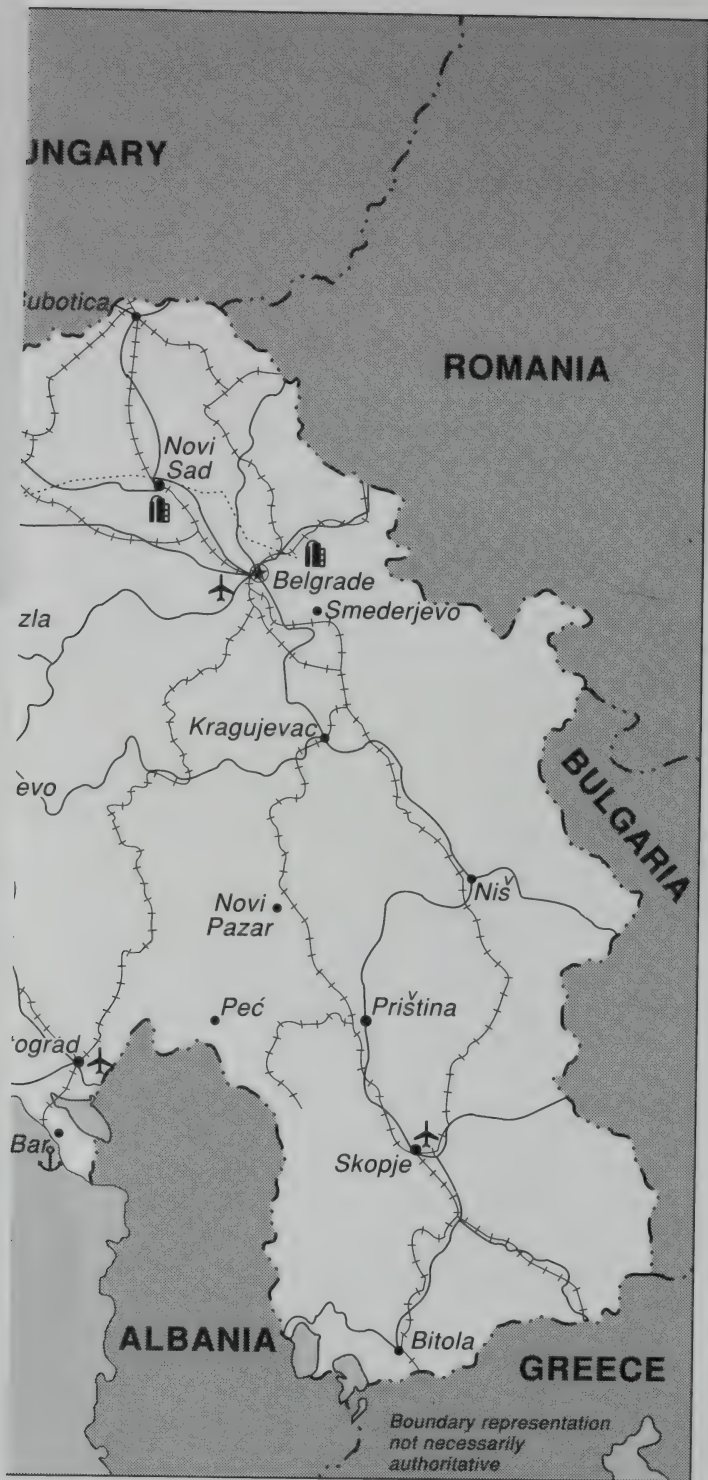 UNGARY
ubotica
ROMANIA
Novi
Sad
Belgrade
Smederjevo
zla
Kragujevac
evo
BULGARIA
Niš
Novi
Pazar
Peć
Priština
ograd
Bar
Skopje
ALBANIA
Bitola
GREECE
Boundary representation
not necessarily
authoritative